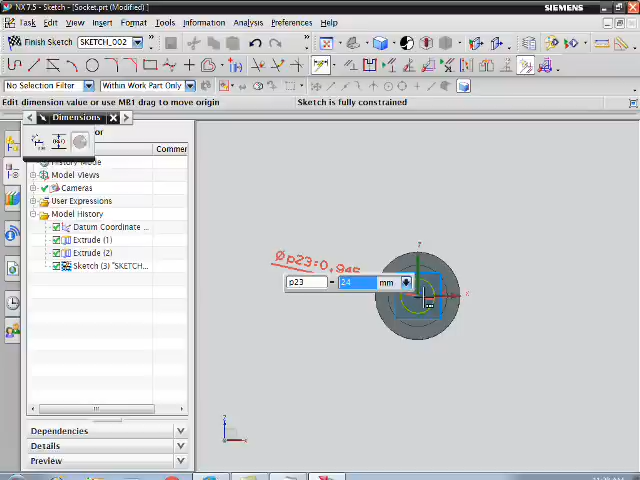 NX 7.5 - Sketch - [Socket.prt (Modified)]
SIEMENS
Task Edit View Insert Format Tools Information Analysis Preferences Help
Finish Sketch SKETCH_002
No Selection Filter Within Work Part Only
Edit dimension value or use MB1 drag to move origin Sketch is fully constrained
Dimensions
Commer
History Mode
Model Views
Cameras
User Expressions
Model History
Datum Coordinate ...
Extrude (1)
Extrude (2)
Sketch (3) "SKETCH...
Øp23=0.945
p23 = 24 mm
Y
X
Z
X
Dependencies
Details
Preview